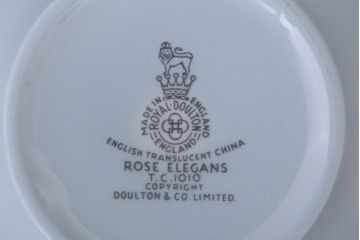 MADE IN ENGLAND
ROYAL·DOULTON
ENGLAND
ENGLISH TRANSLUCENT CHINA
ROSE ELEGANS
T.C.1010
COPYRIGHT
DOULTON & CO LIMITED.